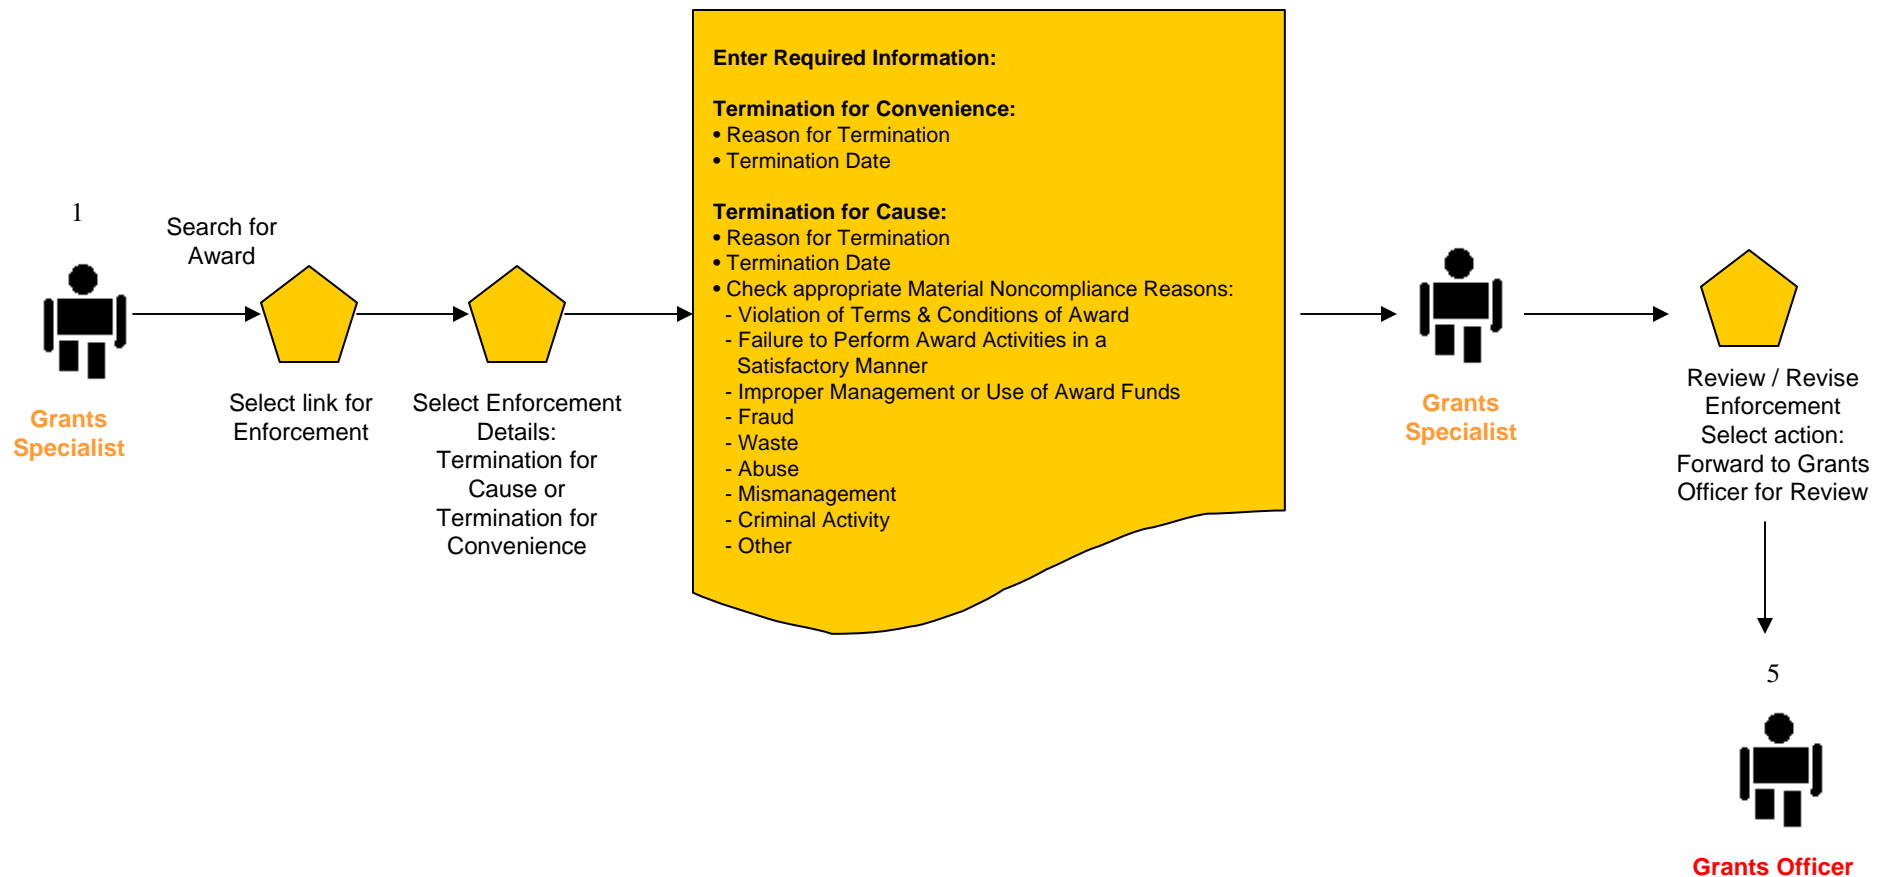 1
Search for
Award
Grants
Specialist
Select link for
Enforcement
Select Enforcement
Details:
Termination for
Cause or
Termination for
Convenience
Enter Required Information:
Termination for Convenience:
• Reason for Termination
• Termination Date
Termination for Cause:
• Reason for Termination
• Termination Date
• Check appropriate Material Noncompliance Reasons:
- Violation of Terms & Conditions of Award
- Failure to Perform Award Activities in a
Satisfactory Manner
- Improper Management or Use of Award Funds
- Fraud
- Waste
- Abuse
- Mismanagement
- Criminal Activity
- Other
Grants
Specialist
Review / Revise
Enforcement
Select action:
Forward to Grants
Officer for Review
5
Grants Officer